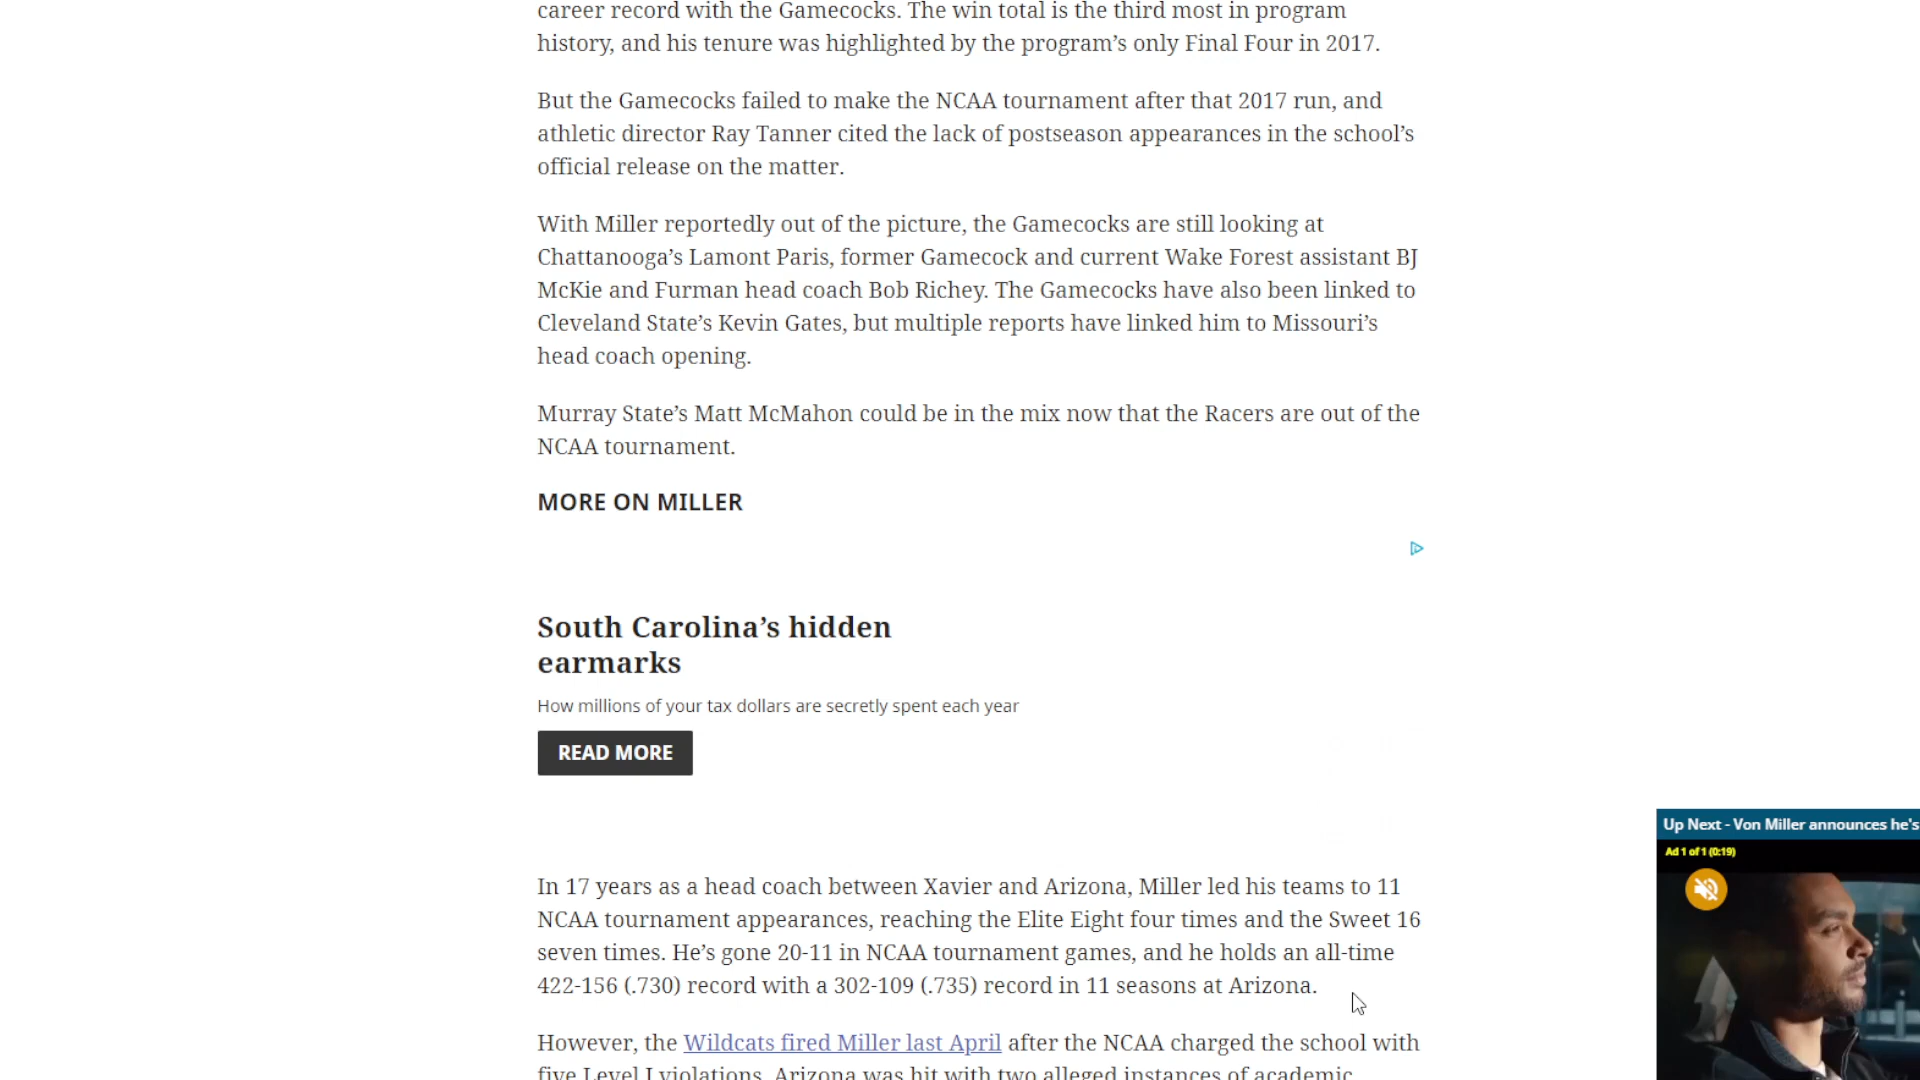 career record with the Gamecocks. The win total is the third most in program
history, and his tenure was highlighted by the program's only Final Four in 2017.
But the Gamecocks failed to make the NCAA tournament after that 2017 run, and
athletic director Ray Tanner cited the lack of postseason appearances in the school's
official release on the matter.
With Miller reportedly out of the picture, the Gamecocks are still looking at
Chattanooga's Lamont Paris, former Gamecock and current Wake Forest assistant BJ
McKie and Furman head coach Bob Richey. The Gamecocks have also been linked to
Cleveland State's Kevin Gates, but multiple reports have linked him to Missouri's
head coach opening.
Murray State's Matt McMahon could be in the mix now that the Racers are out of the
NCAA tournament.
MORE ON MILLER
South Carolina's hidden
earmarks
How millions of your tax dollars are secretly spent each year
READ MORE
Up Next - Von Miller announces he's
Ad 1 of 1 (0:19)
In 17 years as a head coach between Xavier and Arizona, Miller led his teams to 11
NCAA tournament appearances, reaching the Elite Eight four times and the Sweet 16
seven times. He's gone 20-11 in NCAA tournament games, and he holds an all-time
422-156 (.730) record with a 302-109 (.735) record in 11 seasons at Arizona.
However, the Wildcats fired Miller last April after the NCAA charged the school with
five Level I violations. Arizona was hit with two alleged instances of academic